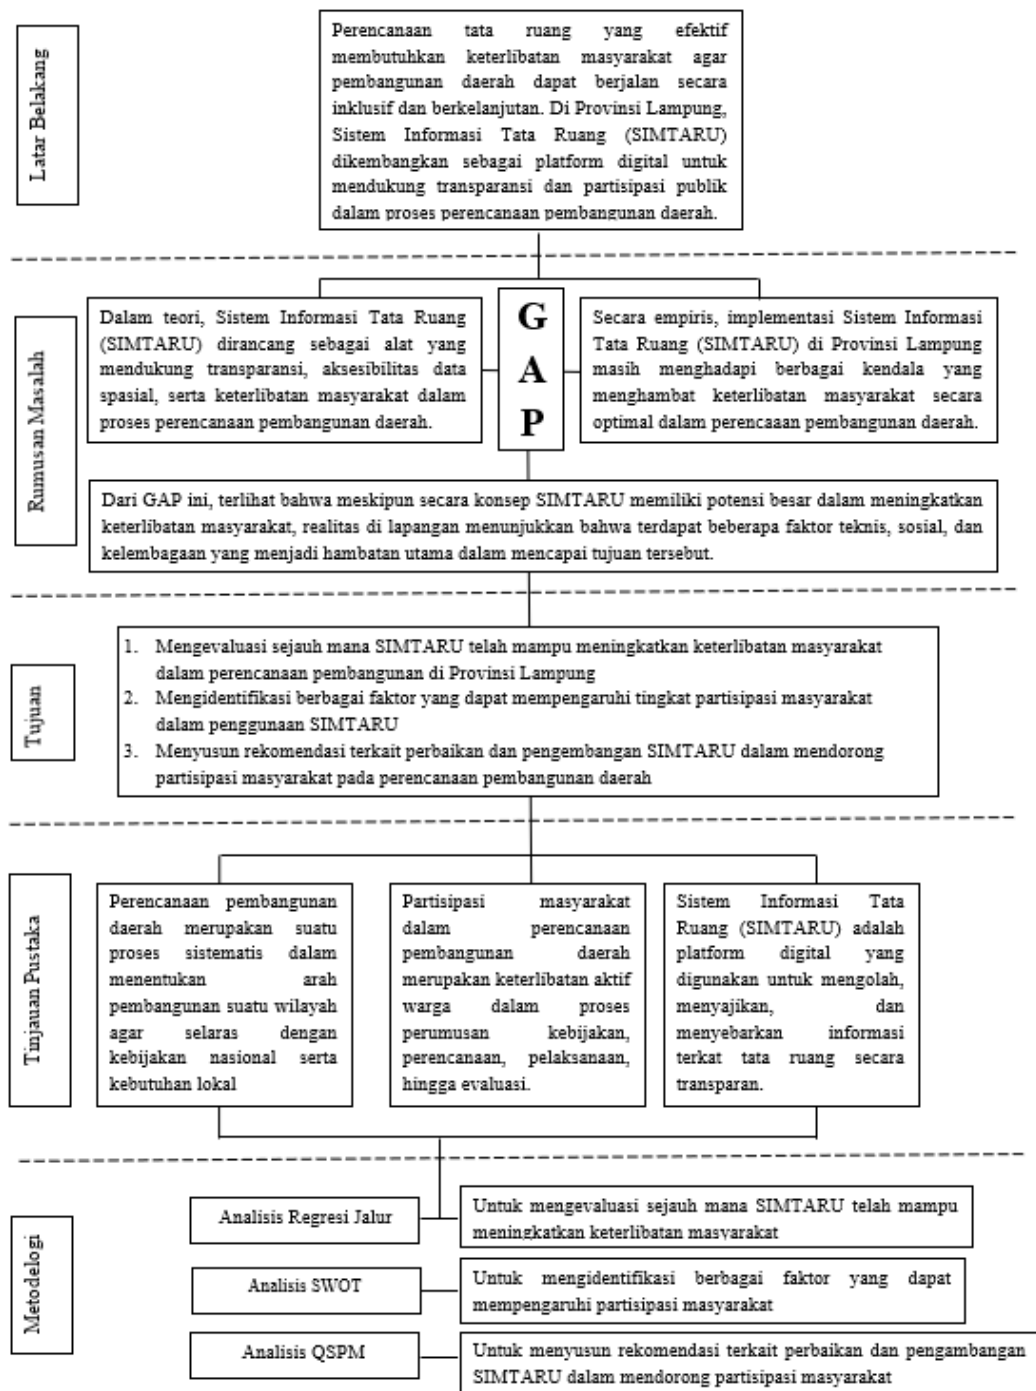 Latar Belakang
Perencanaan tata ruang yang efektif
membutuhkan keterlibatan masyarakat agar
pembangunan daerah dapat berjalan secara
inklusif dan berkelanjutan. Di Provinsi Lampung,
Sistem Informasi Tata Ruang (SIMTARU)
dikembangkan sebagai platform digital untuk
mendukung transparansi dan partisipasi publik
dalam proses perencanaan pembangunan daerah.
Rumusan Masalah
Dalam teori, Sistem Informasi Tata Ruang
(SIMTARU) dirancang sebagai alat yang
mendukung transparansi, aksesibilitas data
spasial, serta keterlibatan masyarakat dalam
proses perencanaan pembangunan daerah.
G
A
P
Secara empiris, implementasi Sistem Informasi
Tata Ruang (SIMTARU) di Provinsi Lampung
masih menghadapi berbagai kendala yang
menghambat keterlibatan masyarakat secara
optimal dalam perencaaan pembangunan daerah.
Dari GAP ini, terlihat bahwa meskipun secara konsep SIMTARU memiliki potensi besar dalam meningkatkan
keterlibatan masyarakat, realitas di lapangan menunjukkan bahwa terdapat beberapa faktor teknis, sosial, dan
kelembagaan yang menjadi hambatan utama dalam mencapai tujuan tersebut.
Tujuan
1. Mengevaluasi sejauh mana SIMTARU telah mampu meningkatkan keterlibatan masyarakat
dalam perencanaan pembangunan di Provinsi Lampung
2. Mengidentifikasi berbagai faktor yang dapat mempengaruhi tingkat partisipasi masyarakat
dalam penggunaan SIMTARU
3. Menyusun rekomendasi terkait perbaikan dan pengembangan SIMTARU dalam mendorong
partisipasi masyarakat pada perencanaan pembangunan daerah
Tinjauan Pustaka
Perencanaan pembangunan
daerah merupakan suatu
proses sistematis dalam
menentukan arah
pembangunan suatu wilayah
agar selaras dengan
kebijakan nasional serta
kebutuhan lokal
Partisipasi masyarakat
dalam perencanaan
pembangunan daerah
merupakan keterlibatan aktif
warga dalam proses
perumusan kebijakan,
perencanaan, pelaksanaan,
hingga evaluasi.
Sistem Informasi Tata
Ruang (SIMTARU) adalah
platform digital yang
digunakan untuk mengolah,
menyajikan, dan
menyebarkan informasi
terkat tata ruang secara
transparan.
Metodelogi
Analisis Regresi Jalur
Untuk mengevaluasi sejauh mana SIMTARU telah mampu
meningkatkan keterlibatan masyarakat
Analisis SWOT
Untuk mengidentifikasi berbagai faktor yang dapat
mempengaruhi partisipasi masyarakat
Analisis QSPM
Untuk menyusun rekomendasi terkait perbaikan dan pengambangan
SIMTARU dalam mendorong partisipasi masyarakat